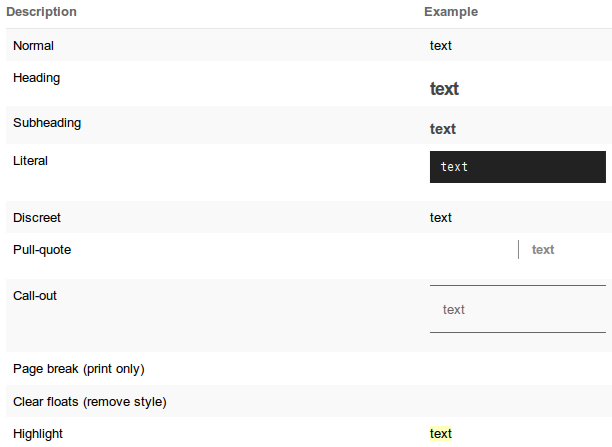 Description Example
Normal text
Heading text
Subheading text
Literal text
Discreet text
Pull-quote text
Call-out text
Page break (print only)
Clear floats (remove style)
Highlight text